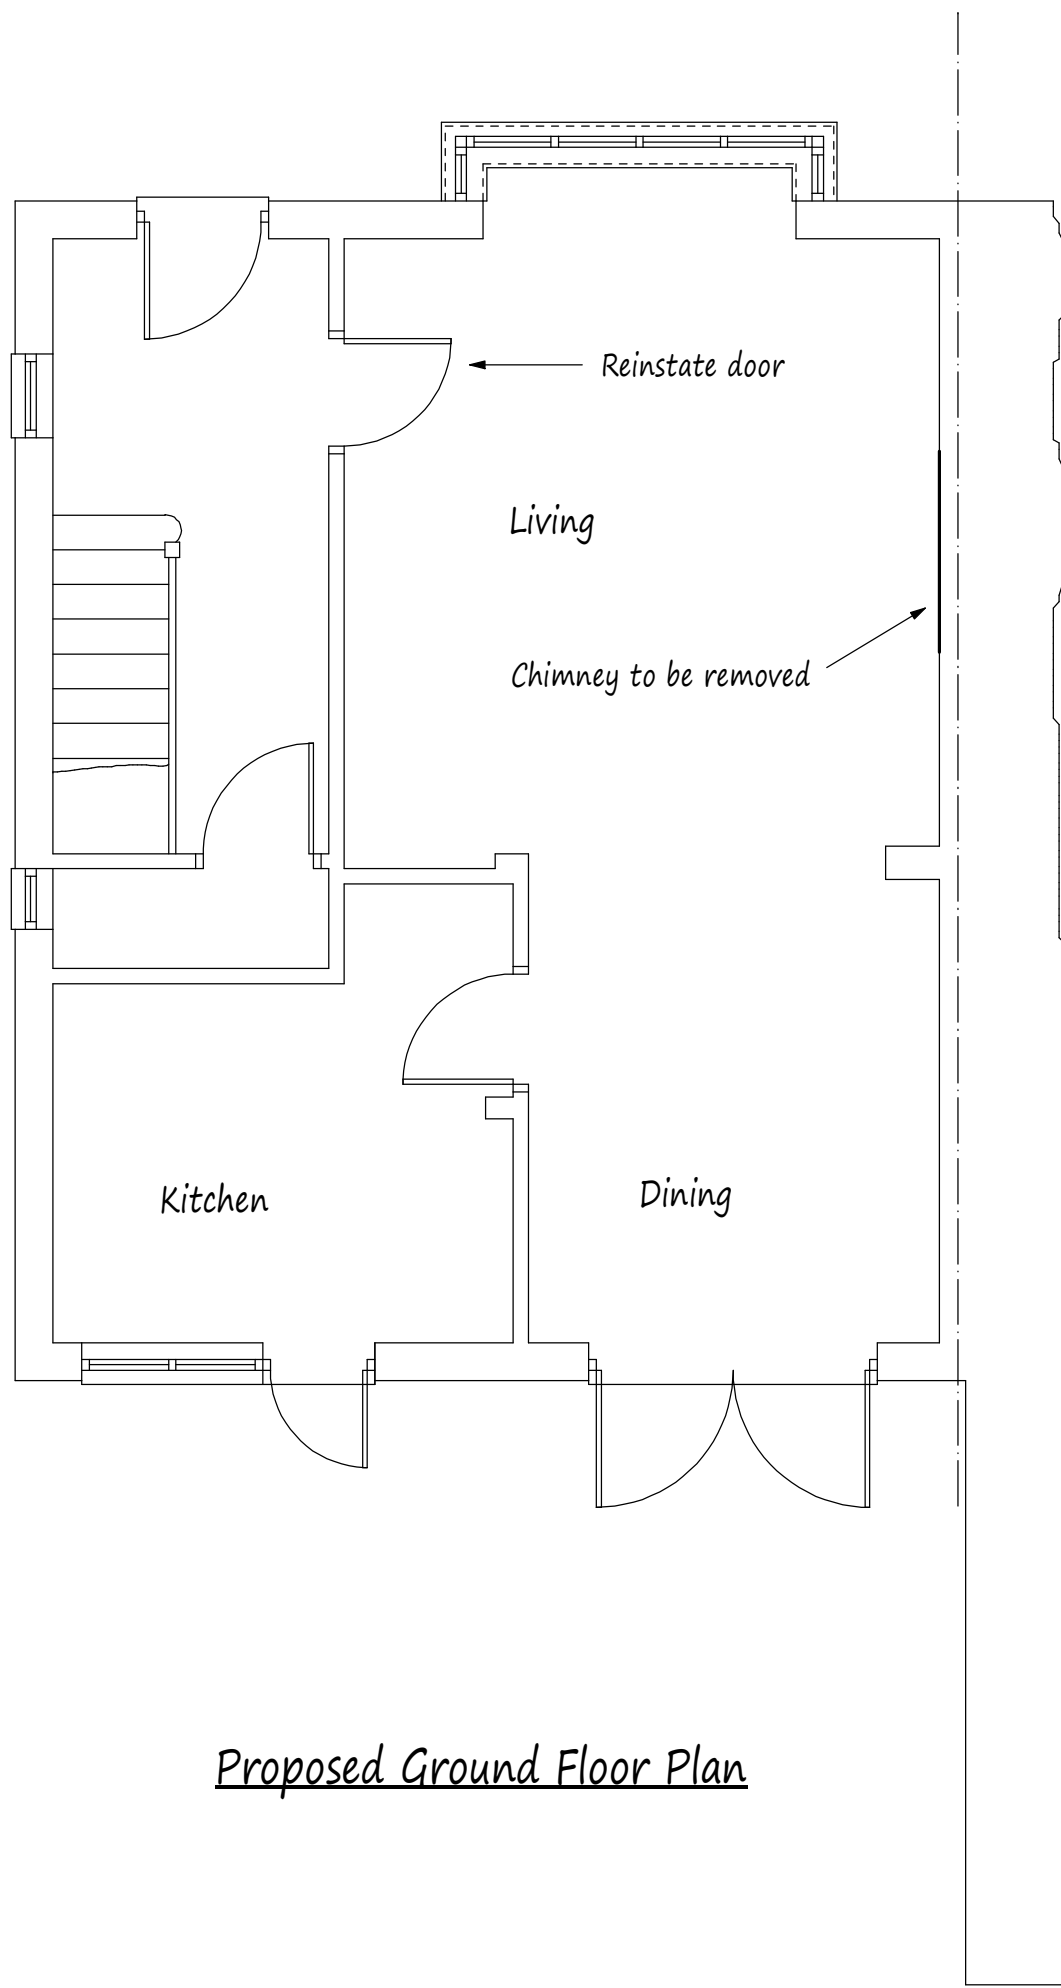 Reinstate door
Living
Chimney to be removed
Kitchen
Dining
Proposed Ground Floor Plan